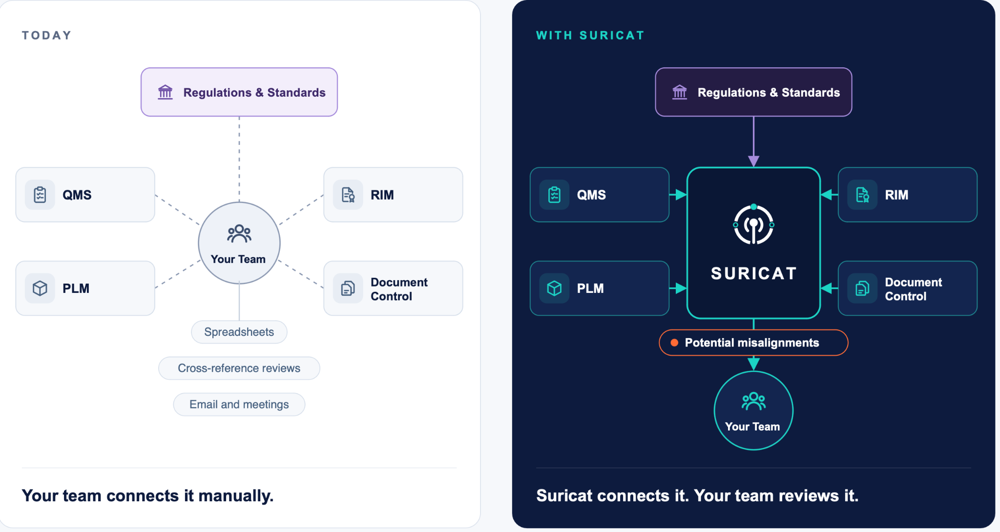 TODAY
Regulations & Standards
QMS
RIM
Your Team
PLM
Document
Control
Spreadsheets
Cross-reference reviews
Email and meetings
Your team connects it manually.
WITH SURICAT
Regulations & Standards
QMS
RIM
SURICAT
PLM
Document
Control
Potential misalignments
Your Team
Suricat connects it. Your team reviews it.